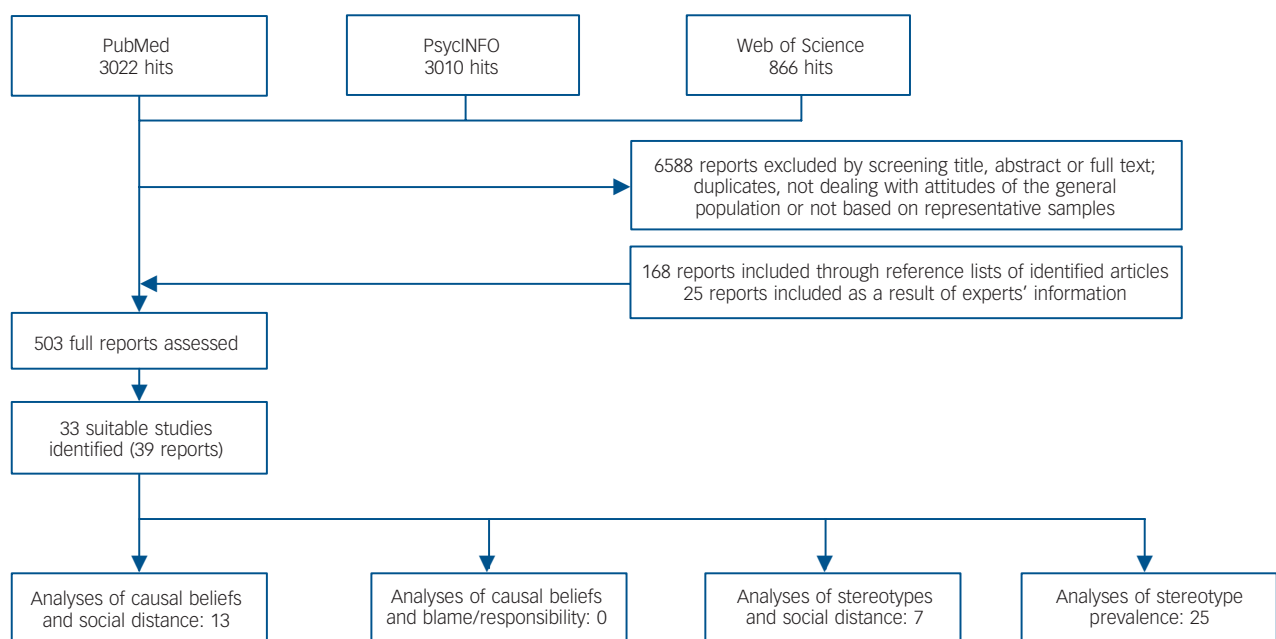 PubMed
3022 hits
PsycINFO
3010 hits
Web of Science
866 hits
6588 reports excluded by screening title, abstract or full text;
duplicates, not dealing with attitudes of the general
population or not based on representative samples
168 reports included through reference lists of identified articles
25 reports included as a result of experts’ information
503 full reports assessed
33 suitable studies
identified (39 reports)
Analyses of causal beliefs
and social distance: 13
Analyses of causal beliefs
and blame/responsibility: 0
Analyses of stereotypes
and social distance: 7
Analyses of stereotype
prevalence: 25